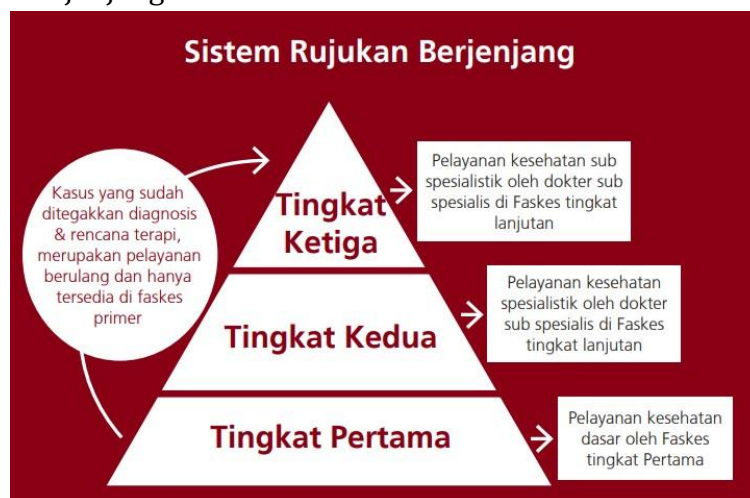 Sistem Rujukan Berjenjang
Kasus yang sudah
ditegakkan diagnosis
& rencana terapi,
merupakan pelayanan
berulang dan hanya
tersedia di faskes
primer
Tingkat
Ketiga
Pelayanan kesehatan sub
spesialistik oleh dokter sub
spesialis di Faskes tingkat
lanjutan
Tingkat Kedua
Pelayanan kesehatan
spesialistik oleh dokter
sub spesialis di Faskes
tingkat lanjutan
Tingkat Pertama
Pelayanan kesehatan
dasar oleh Faskes
tingkat Pertama